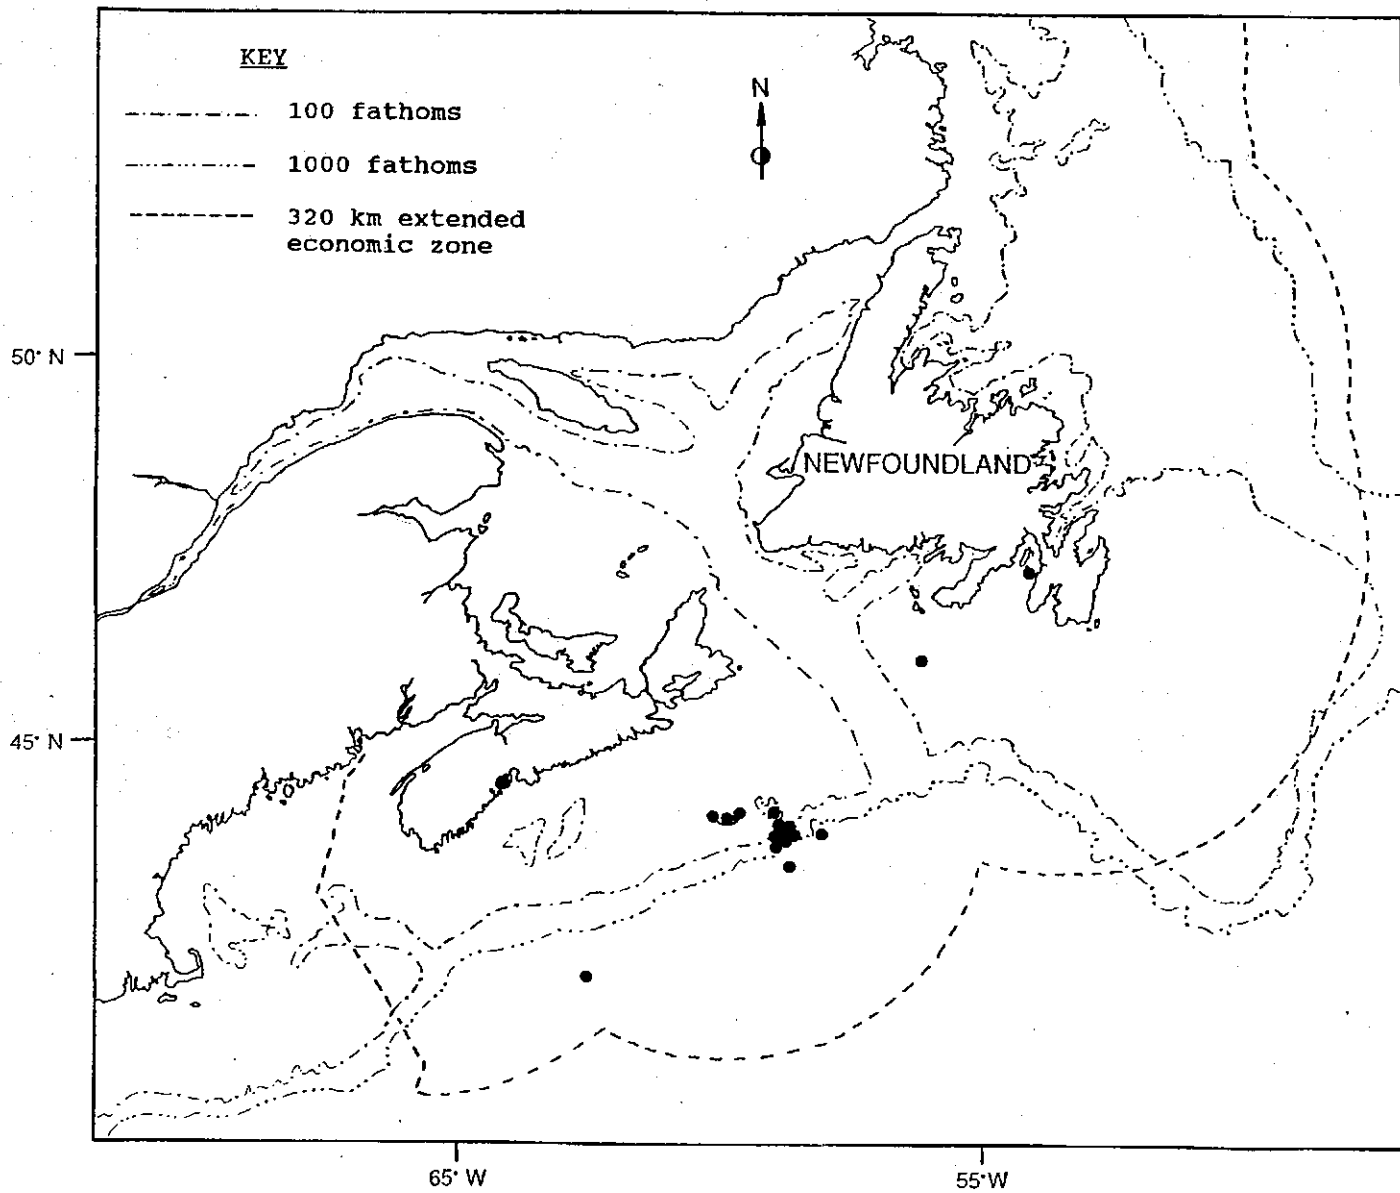 KEY
100 fathoms
1000 fathoms
320 km extended
economic zone
N
50° N
NEWFOUNDLAND
45° N
65° W
55° W